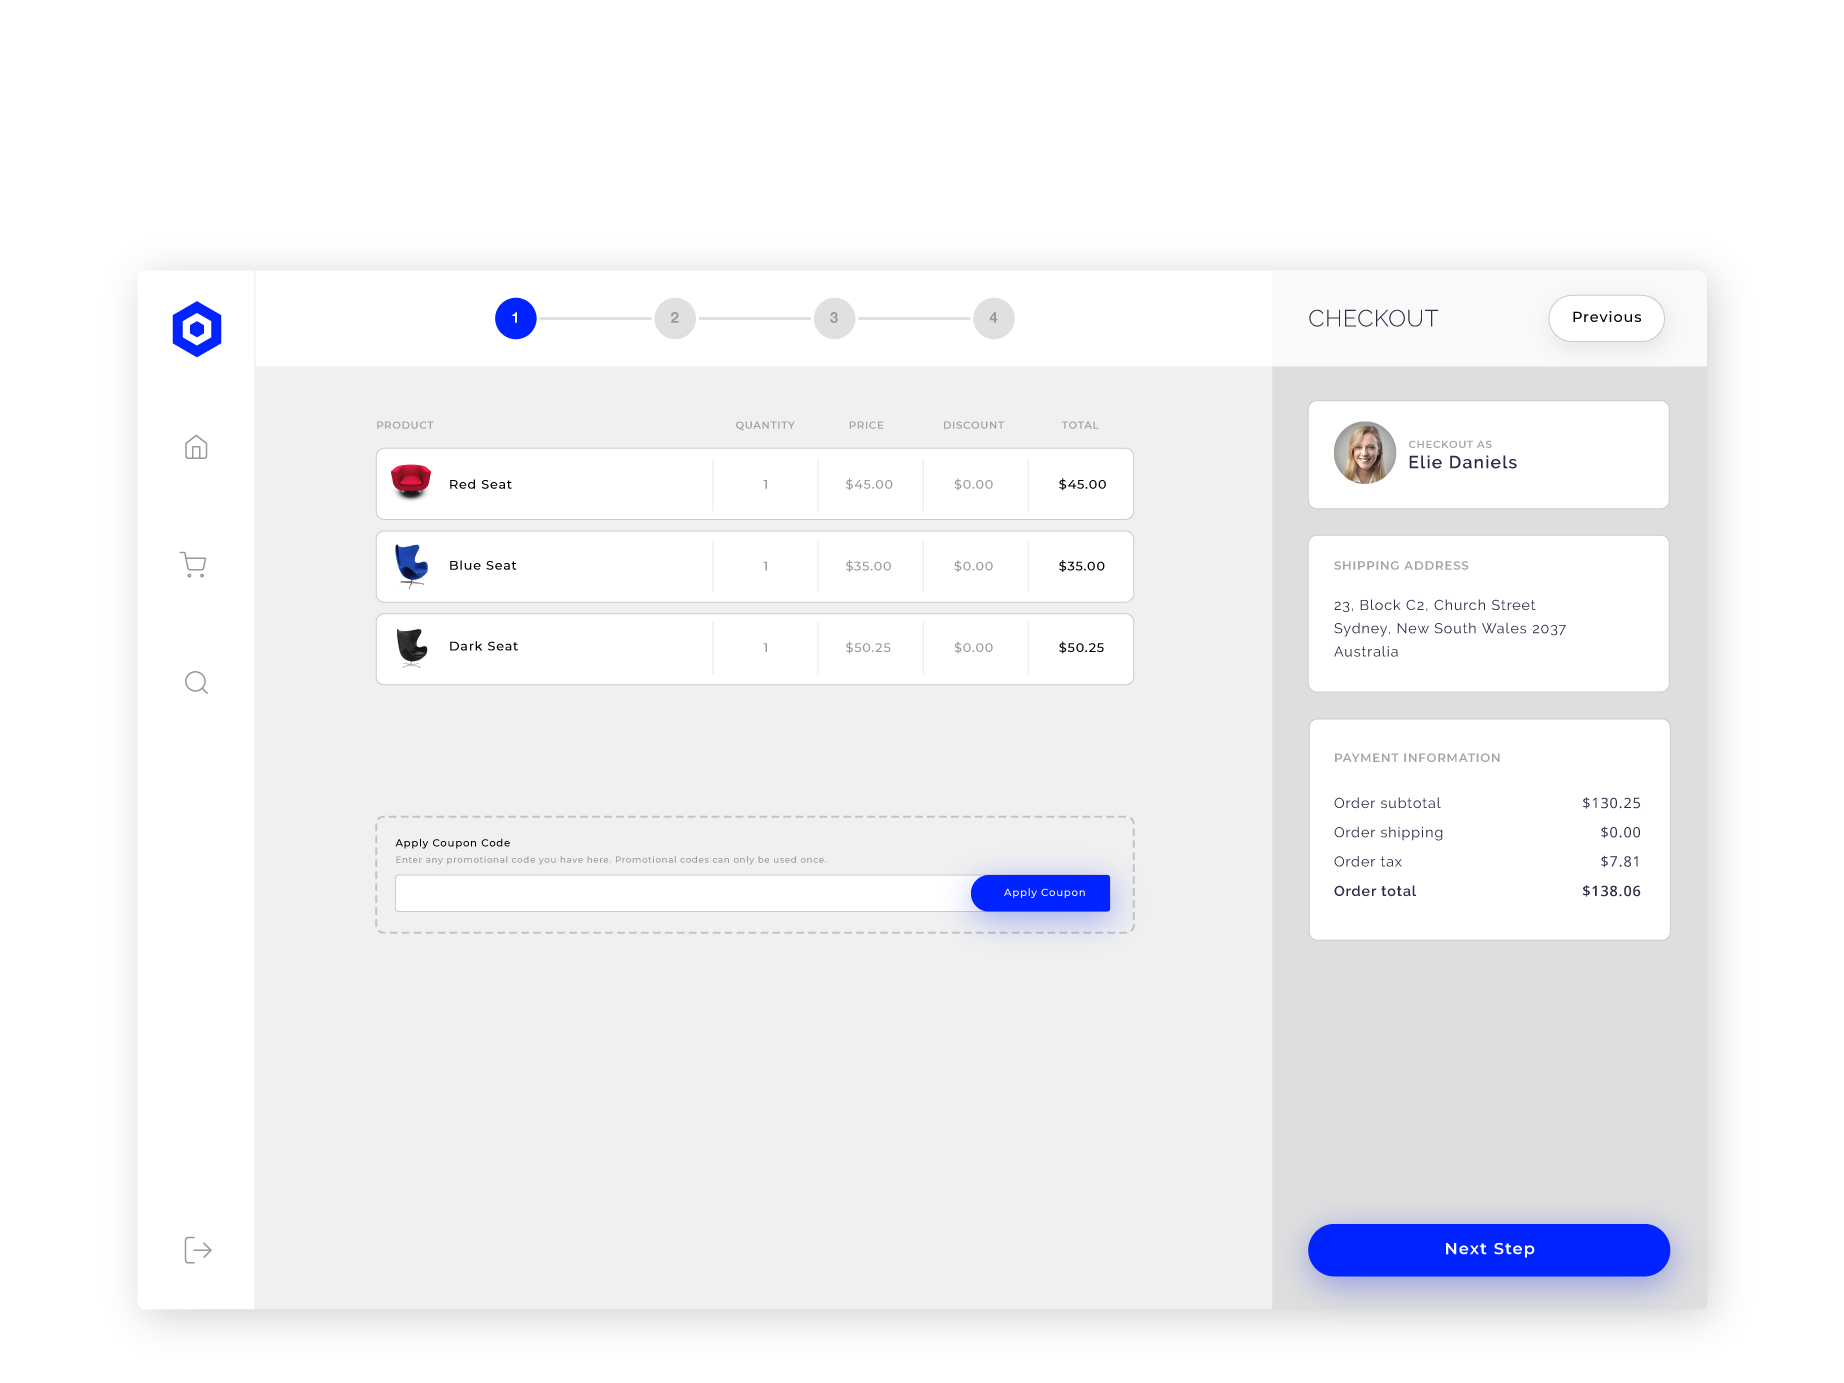 1 2 3 4
CHECKOUT
Previous
PRODUCT QUANTITY PRICE DISCOUNT TOTAL
Red Seat 1 $45.00 $0.00 $45.00
Blue Seat 1 $35.00 $0.00 $35.00
Dark Seat 1 $50.25 $0.00 $50.25
Apply Coupon Code
Enter any promotional code you have here. Promotional codes can only be used once.
Apply Coupon
CHECKOUT AS
Elie Daniels
SHIPPING ADDRESS
23, Block C2, Church Street
Sydney, New South Wales 2037
Australia
PAYMENT INFORMATION
Order subtotal $130.25
Order shipping $0.00
Order tax $7.81
Order total $138.06
Next Step